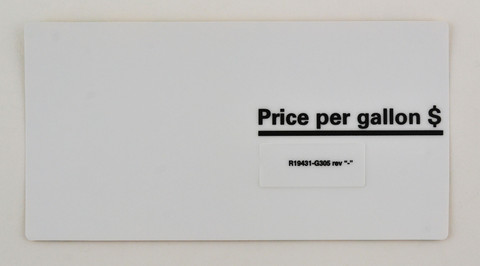 Price per gallon $
R19431-G305 rev "-"